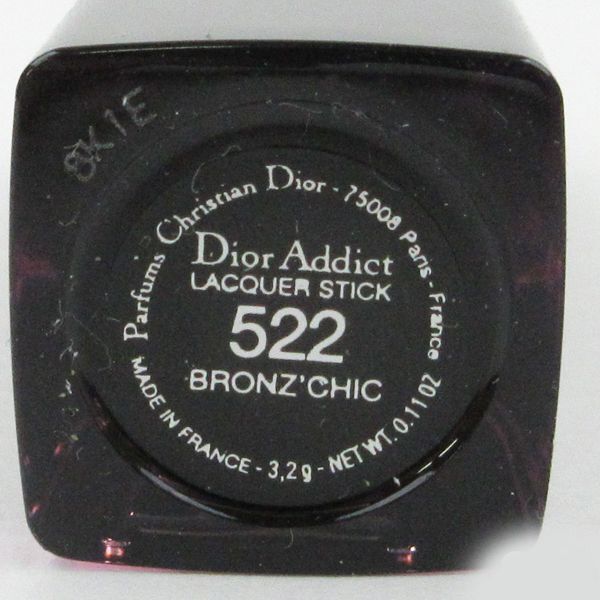 8K1E
Parfums Christian Dior - 75008 Paris - France
Dior Addict
LACQUER STICK
522
BRONZ'CHIC
MADE IN FRANCE - 3,2g - NET WT. 0.11 OZ